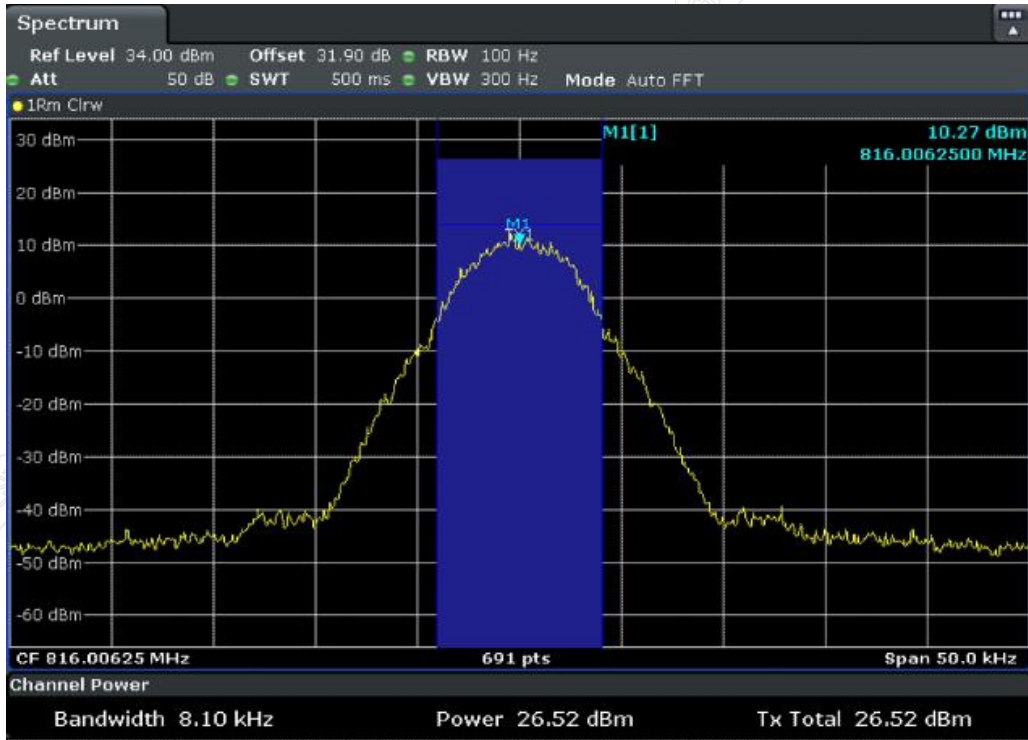 Spectrum
Ref Level 34.00 dBm Offset 31.90 dB RBW 100 Hz
Att 50 dB SWT 500 ms VBW 300 Hz Mode Auto FFT
1Rm Clrw
30 dBm M1[1] 10.27 dBm
816.0062500 MHz
20 dBm
M1
10 dBm
0 dBm
-10 dBm
-20 dBm
-30 dBm
-40 dBm
-50 dBm
-60 dBm
CF 816.00625 MHz 691 pts Span 50.0 kHz
Channel Power
Bandwidth 8.10 kHz Power 26.52 dBm Tx Total 26.52 dBm